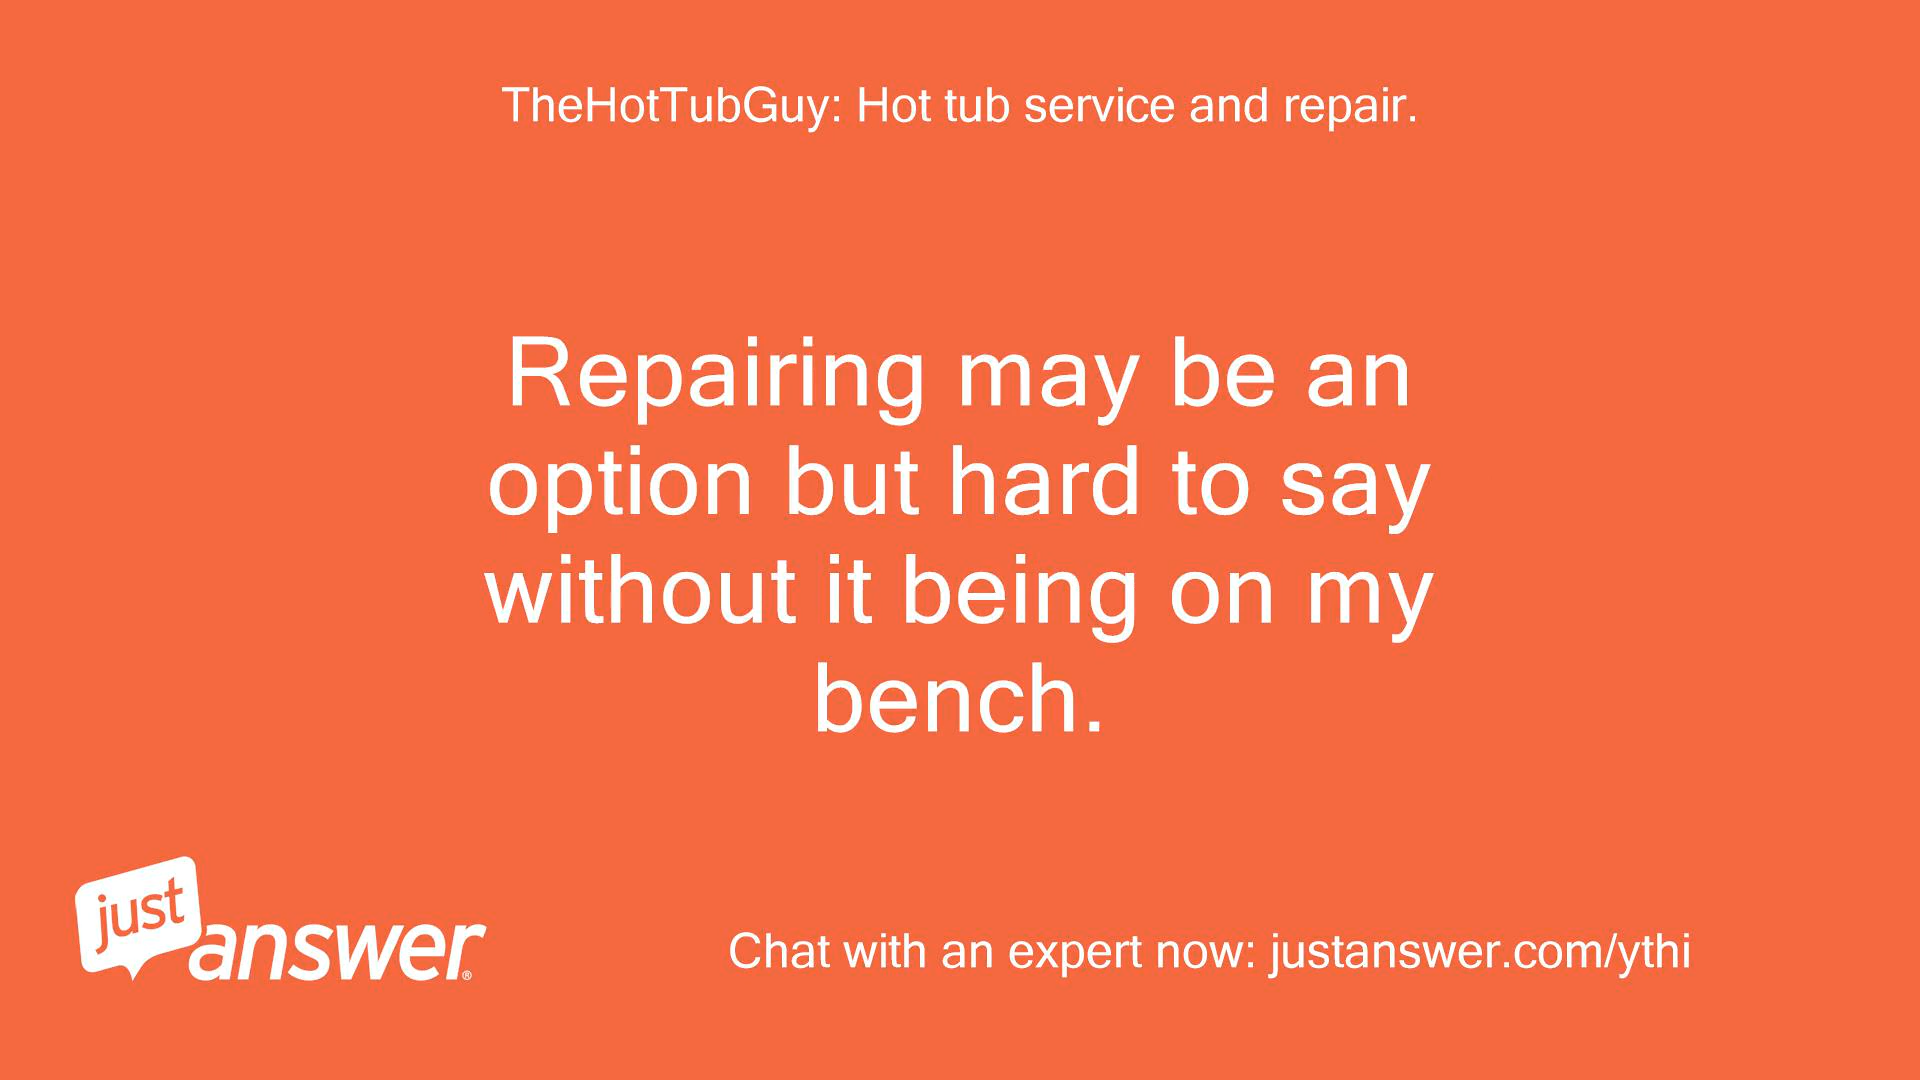 TheHotTubGuy: Hot tub service and repair.
Repairing may be an
option but hard to say
without it being on my
bench.
just
answer®
Chat with an expert now: justanswer.com/ythi